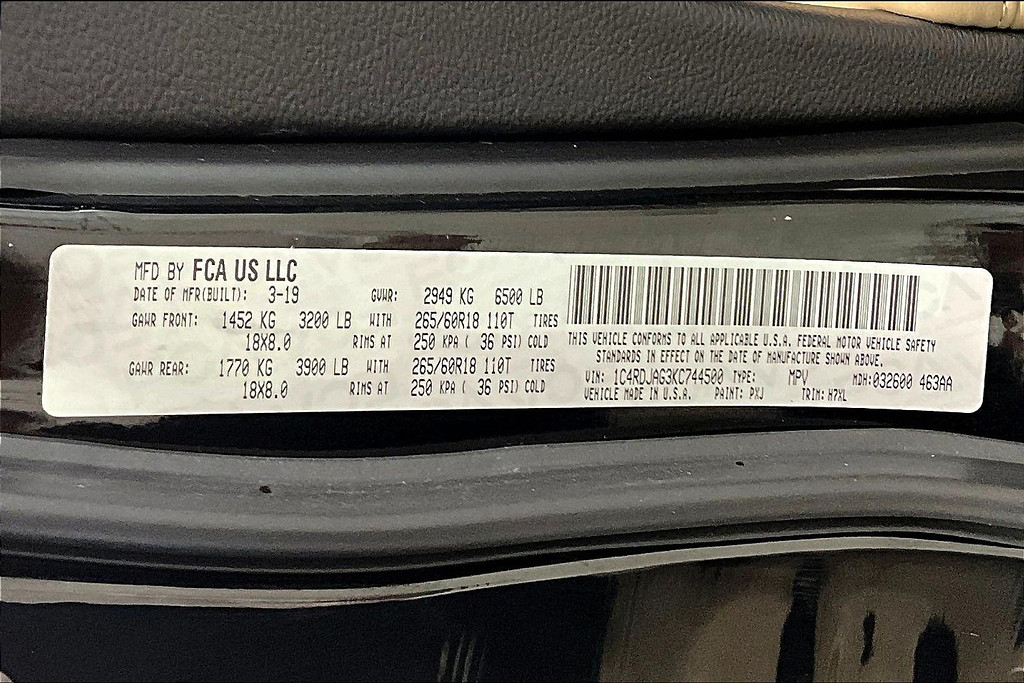 MFD BY FCA US LLC
DATE OF MFR(BUILT): 3-19 GVWR: 2949 KG 6500 LB
GAWR FRONT: 1452 KG 3200 LB WITH 265/60R18 110T TIRES
18X8.0 RIMS AT 250 KPA ( 36 PSI) COLD
GAWR REAR: 1770 KG 3900 LB WITH 265/60R18 110T TIRES
18X8.0 RIMS AT 250 KPA ( 36 PSI) COLD
THIS VEHICLE CONFORMS TO ALL APPLICABLE U.S.A. FEDERAL MOTOR VEHICLE SAFETY
STANDARDS IN EFFECT ON THE DATE OF MANUFACTURE SHOWN ABOVE.
VIN: 1C4RDJAG3KC744500 TYPE: MPV MDH:032600 463AA
VEHICLE MADE IN U.S.A. PAINT: PXJ TRIM: H7XL